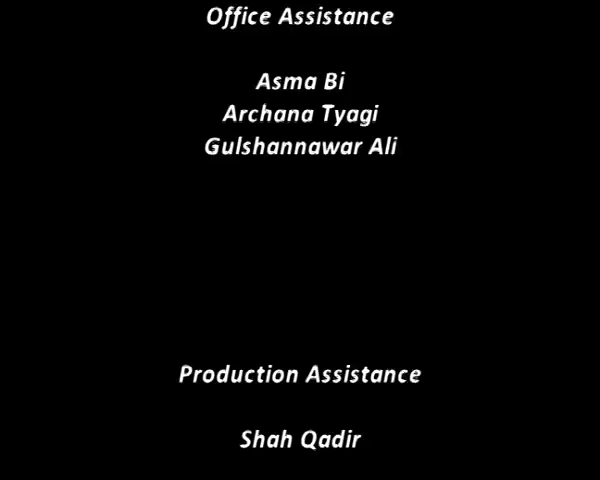 Office Assistance
Asma Bi
Archana Tyagi
Gulshannawar Ali
Production Assistance
Shah Qadir